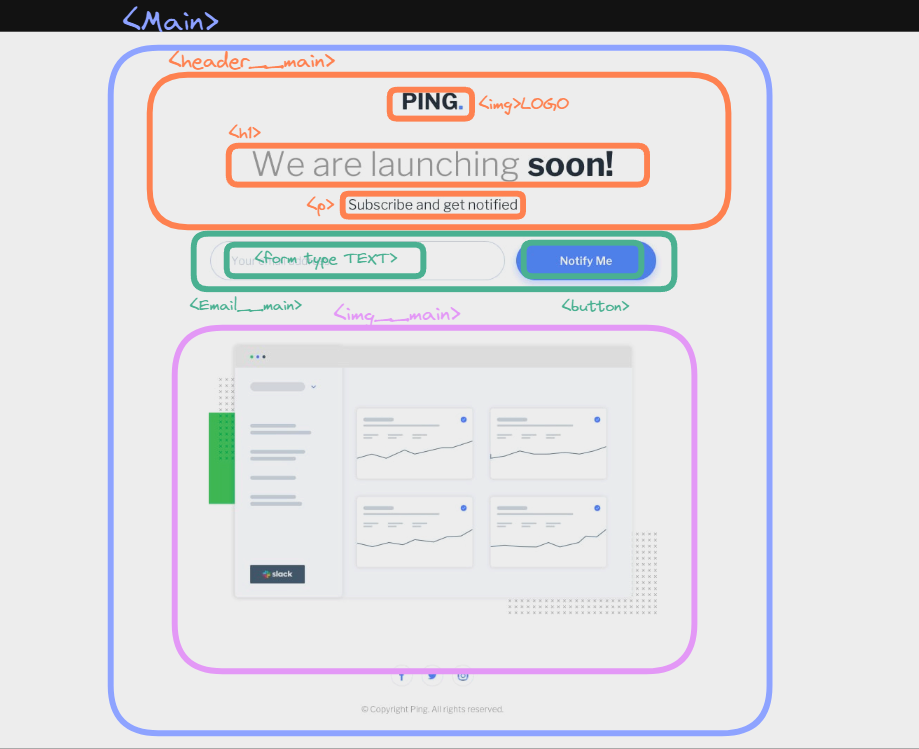 <Main>
<header__main>
PING. <img>LOGO
<h1>
We are launching soon!
<p> Subscribe and get notified
<form type TEXT> Notify Me
<Email__main> <button>
<img__main>
slack
© Copyright Ping. All rights reserved.